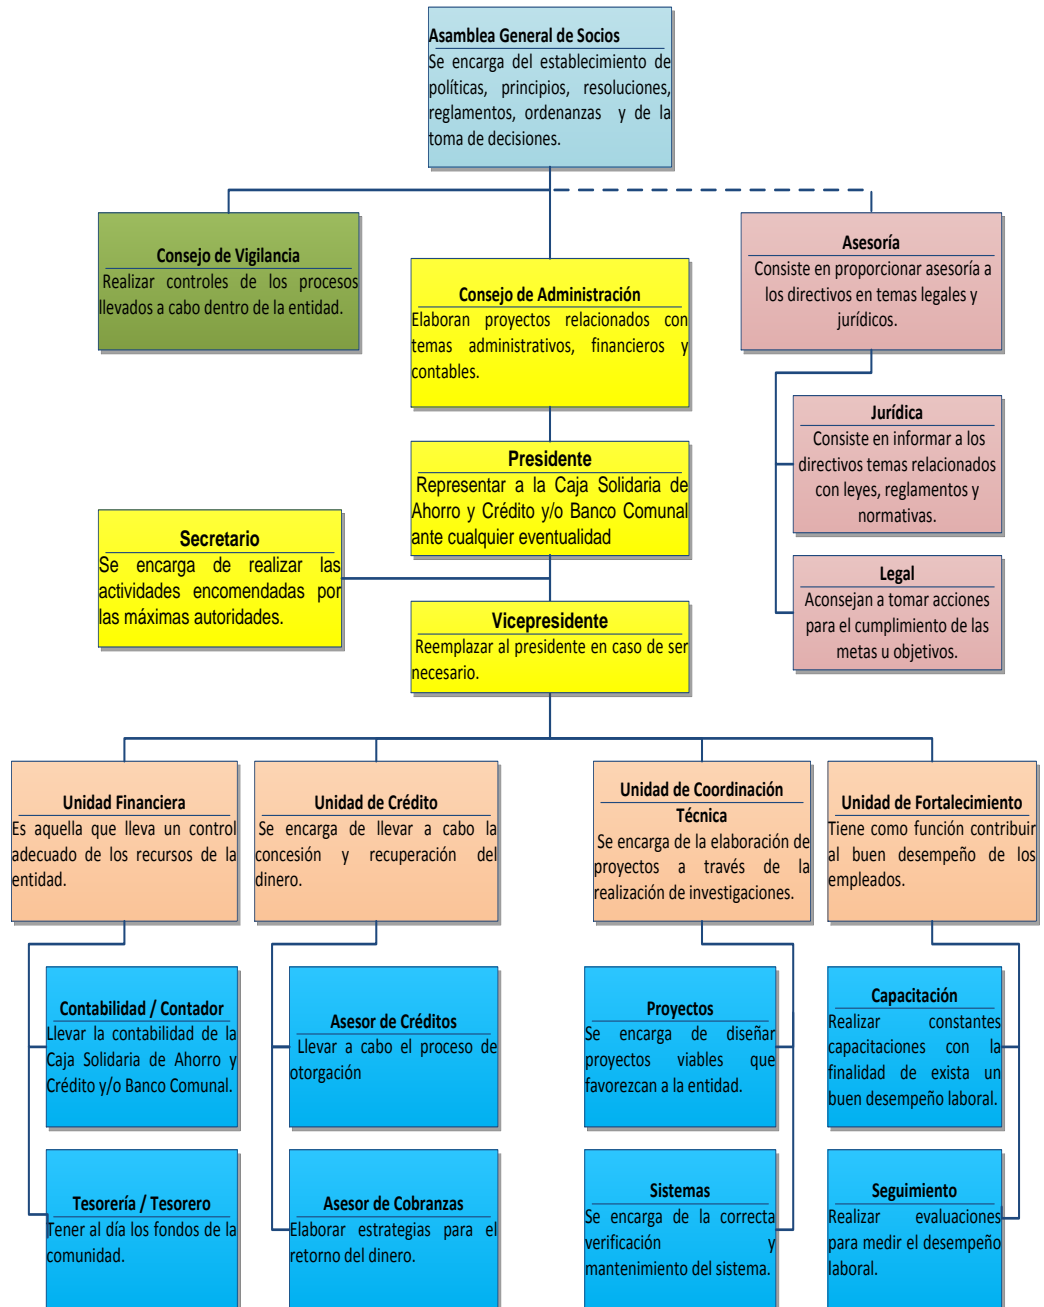 Asamblea General de Socios
Se encarga del establecimiento de
políticas, principios, resoluciones,
reglamentos, ordenanzas y de la
toma de decisiones.
Consejo de Vigilancia
Realizar controles de los procesos
llevados a cabo dentro de la entidad.
Consejo de Administración
Elaboran proyectos relacionados con
temas administrativos, financieros y
contables.
Asesoría
Consiste en proporcionar asesoría a
los directivos en temas legales y
jurídicos.
Jurídica
Consiste en informar a los
directivos temas relacionados
con leyes, reglamentos y
normativas.
Presidente
Representar a la Caja Solidaria de
Ahorro y Crédito y/o Banco Comunal
ante cualquier eventualidad
Secretario
Se encarga de realizar las
actividades encomendadas por
las máximas autoridades.
Legal
Aconsejan a tomar acciones
para el cumplimiento de las
metas u objetivos.
Vicepresidente
Reemplazar al presidente en caso de ser
necesario.
Unidad Financiera
Es aquella que lleva un control
adecuado de los recursos de la
entidad.
Unidad de Crédito
Se encarga de llevar a cabo la
concesión y recuperación del
dinero.
Unidad de Coordinación
Técnica
Se encarga de la elaboración de
proyectos a través de la
realización de investigaciones.
Unidad de Fortalecimiento
Tiene como función contribuir
al buen desempeño de los
empleados.
Contabilidad / Contador
Llevar la contabilidad de la
Caja Solidaria de Ahorro y
Crédito y/o Banco Comunal.
Asesor de Créditos
Llevar a cabo el proceso de
otorgación
Proyectos
Se encarga de diseñar
proyectos viables que
favorezcan a la entidad.
Capacitación
Realizar constantes
capacitaciones con la
finalidad de exista un
buen desempeño laboral.
Tesorería / Tesorero
Tener al día los fondos de la
comunidad.
Asesor de Cobranzas
Elaborar estrategias para el
retorno del dinero.
Sistemas
Se encarga de la correcta
verificación y
mantenimiento del sistema.
Seguimiento
Realizar evaluaciones
para medir el desempeño
laboral.